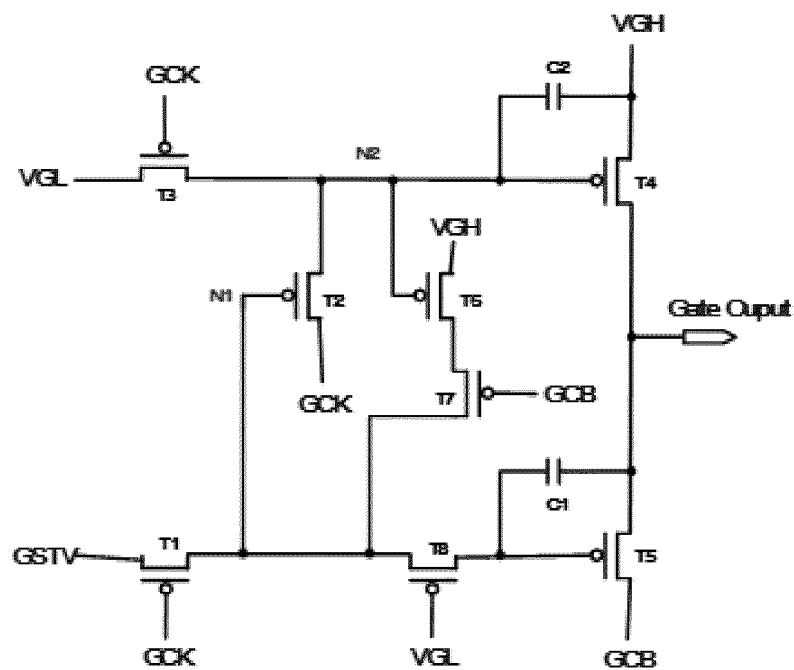 VGH
C2
GCK
N2
VGL
T3
T4
VGH
N1
T2
T6
Gate Ouput
GCK
T7
GCB
C1
T1
T8
GSTV
T5
GCK
VGL
GCB